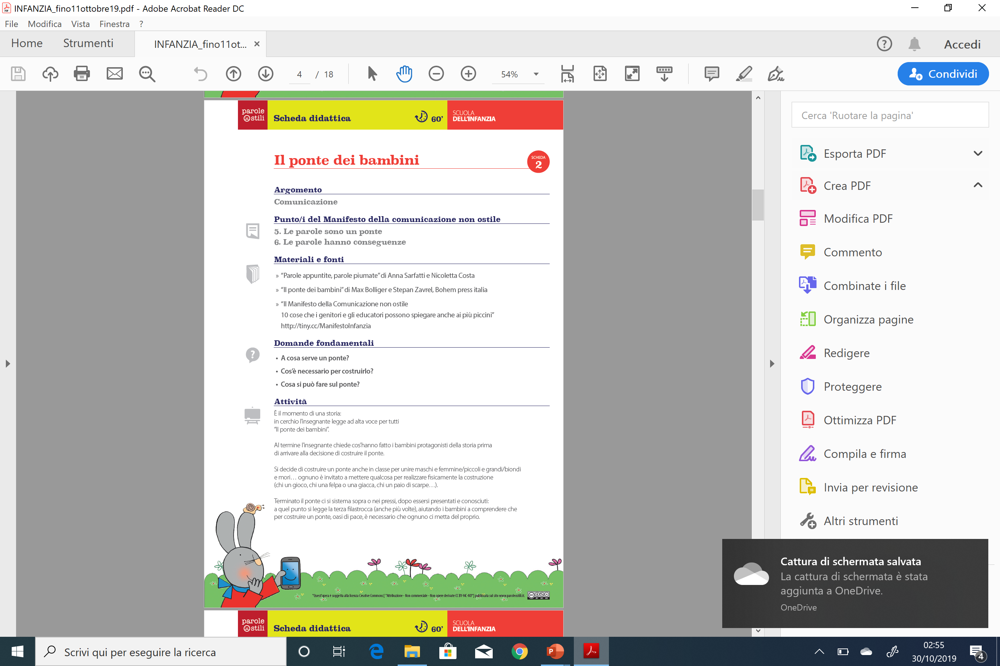 INFANZIA_fino11ottobre19.pdf - Adobe Acrobat Reader DC
File Modifica Vista Finestra ?
Home Strumenti INFANZIA_fino11ot... × Accedi
4 / 18 54% Condividi
parole
ostili
Scheda didattica 60'
SCUOLA
DELL'INFANZIA
Il ponte dei bambini
SCHEDA
2
Argomento
Comunicazione
Punto/i del Manifesto della comunicazione non ostile
5. Le parole sono un ponte
6. Le parole hanno conseguenze
Materiali e fonti
» “Parole appuntite, parole piumate” di Anna Sarfatti e Nicoletta Costa
» “Il ponte dei bambini” di Max Bolliger e Stepan Zavrel, Bohem press italia
» “Il Manifesto della Comunicazione non ostile
10 cose che i genitori e gli educatori possono spiegare anche ai più piccini”
http://tiny.cc/ManifestoInfanzia
Domande fondamentali
• A cosa serve un ponte?
• Cos’è necessario per costruirlo?
• Cosa si può fare sul ponte?
Attività
È il momento di una storia:
in cerchio l’insegnante legge ad alta voce per tutti
“Il ponte dei bambini”.
Al termine l’insegnante chiede cos’hanno fatto i bambini protagonisti della storia prima
di arrivare alla decisione di costruire il ponte.
Si decide di costruire un ponte anche in classe per unire maschi e femmine/piccoli e grandi/biondi
e mori… ognuno è invitato a mettere qualcosa per realizzare fisicamente la costruzione
(chi un gioco, chi una felpa o una giacca, chi un paio di scarpe…).
Terminato il ponte ci si sistema sopra o nei pressi, dopo essersi presentati e conosciuti:
a quel punto si legge la terza filastrocca (anche più volte), aiutando i bambini a comprendere che
per costruire un ponte, oasi di pace, è necessario che ognuno ci metta del proprio.
"Quest'opera è soggetta alla licenza Creative Commons [ "Attribuzione - Non commerciale - Non opere derivate CC BY-NC-ND"] pubblicata sul sito www.paroleostili.it.
BY NC ND
parole
ostili
Scheda didattica 60'
SCUOLA
DELL'INFANZIA
Cerca 'Ruotare la pagina'
Esporta PDF
Crea PDF
Modifica PDF
Commento
Combinate i file
Organizza pagine
Redigere
Proteggere
Ottimizza PDF
Compila e firma
Invia per revisione
Altri strumenti
Cattura di schermata salvata
La cattura di schermata è stata
aggiunta a OneDrive.
OneDrive
Scrivi qui per eseguire la ricerca
02:55
30/10/2019
4